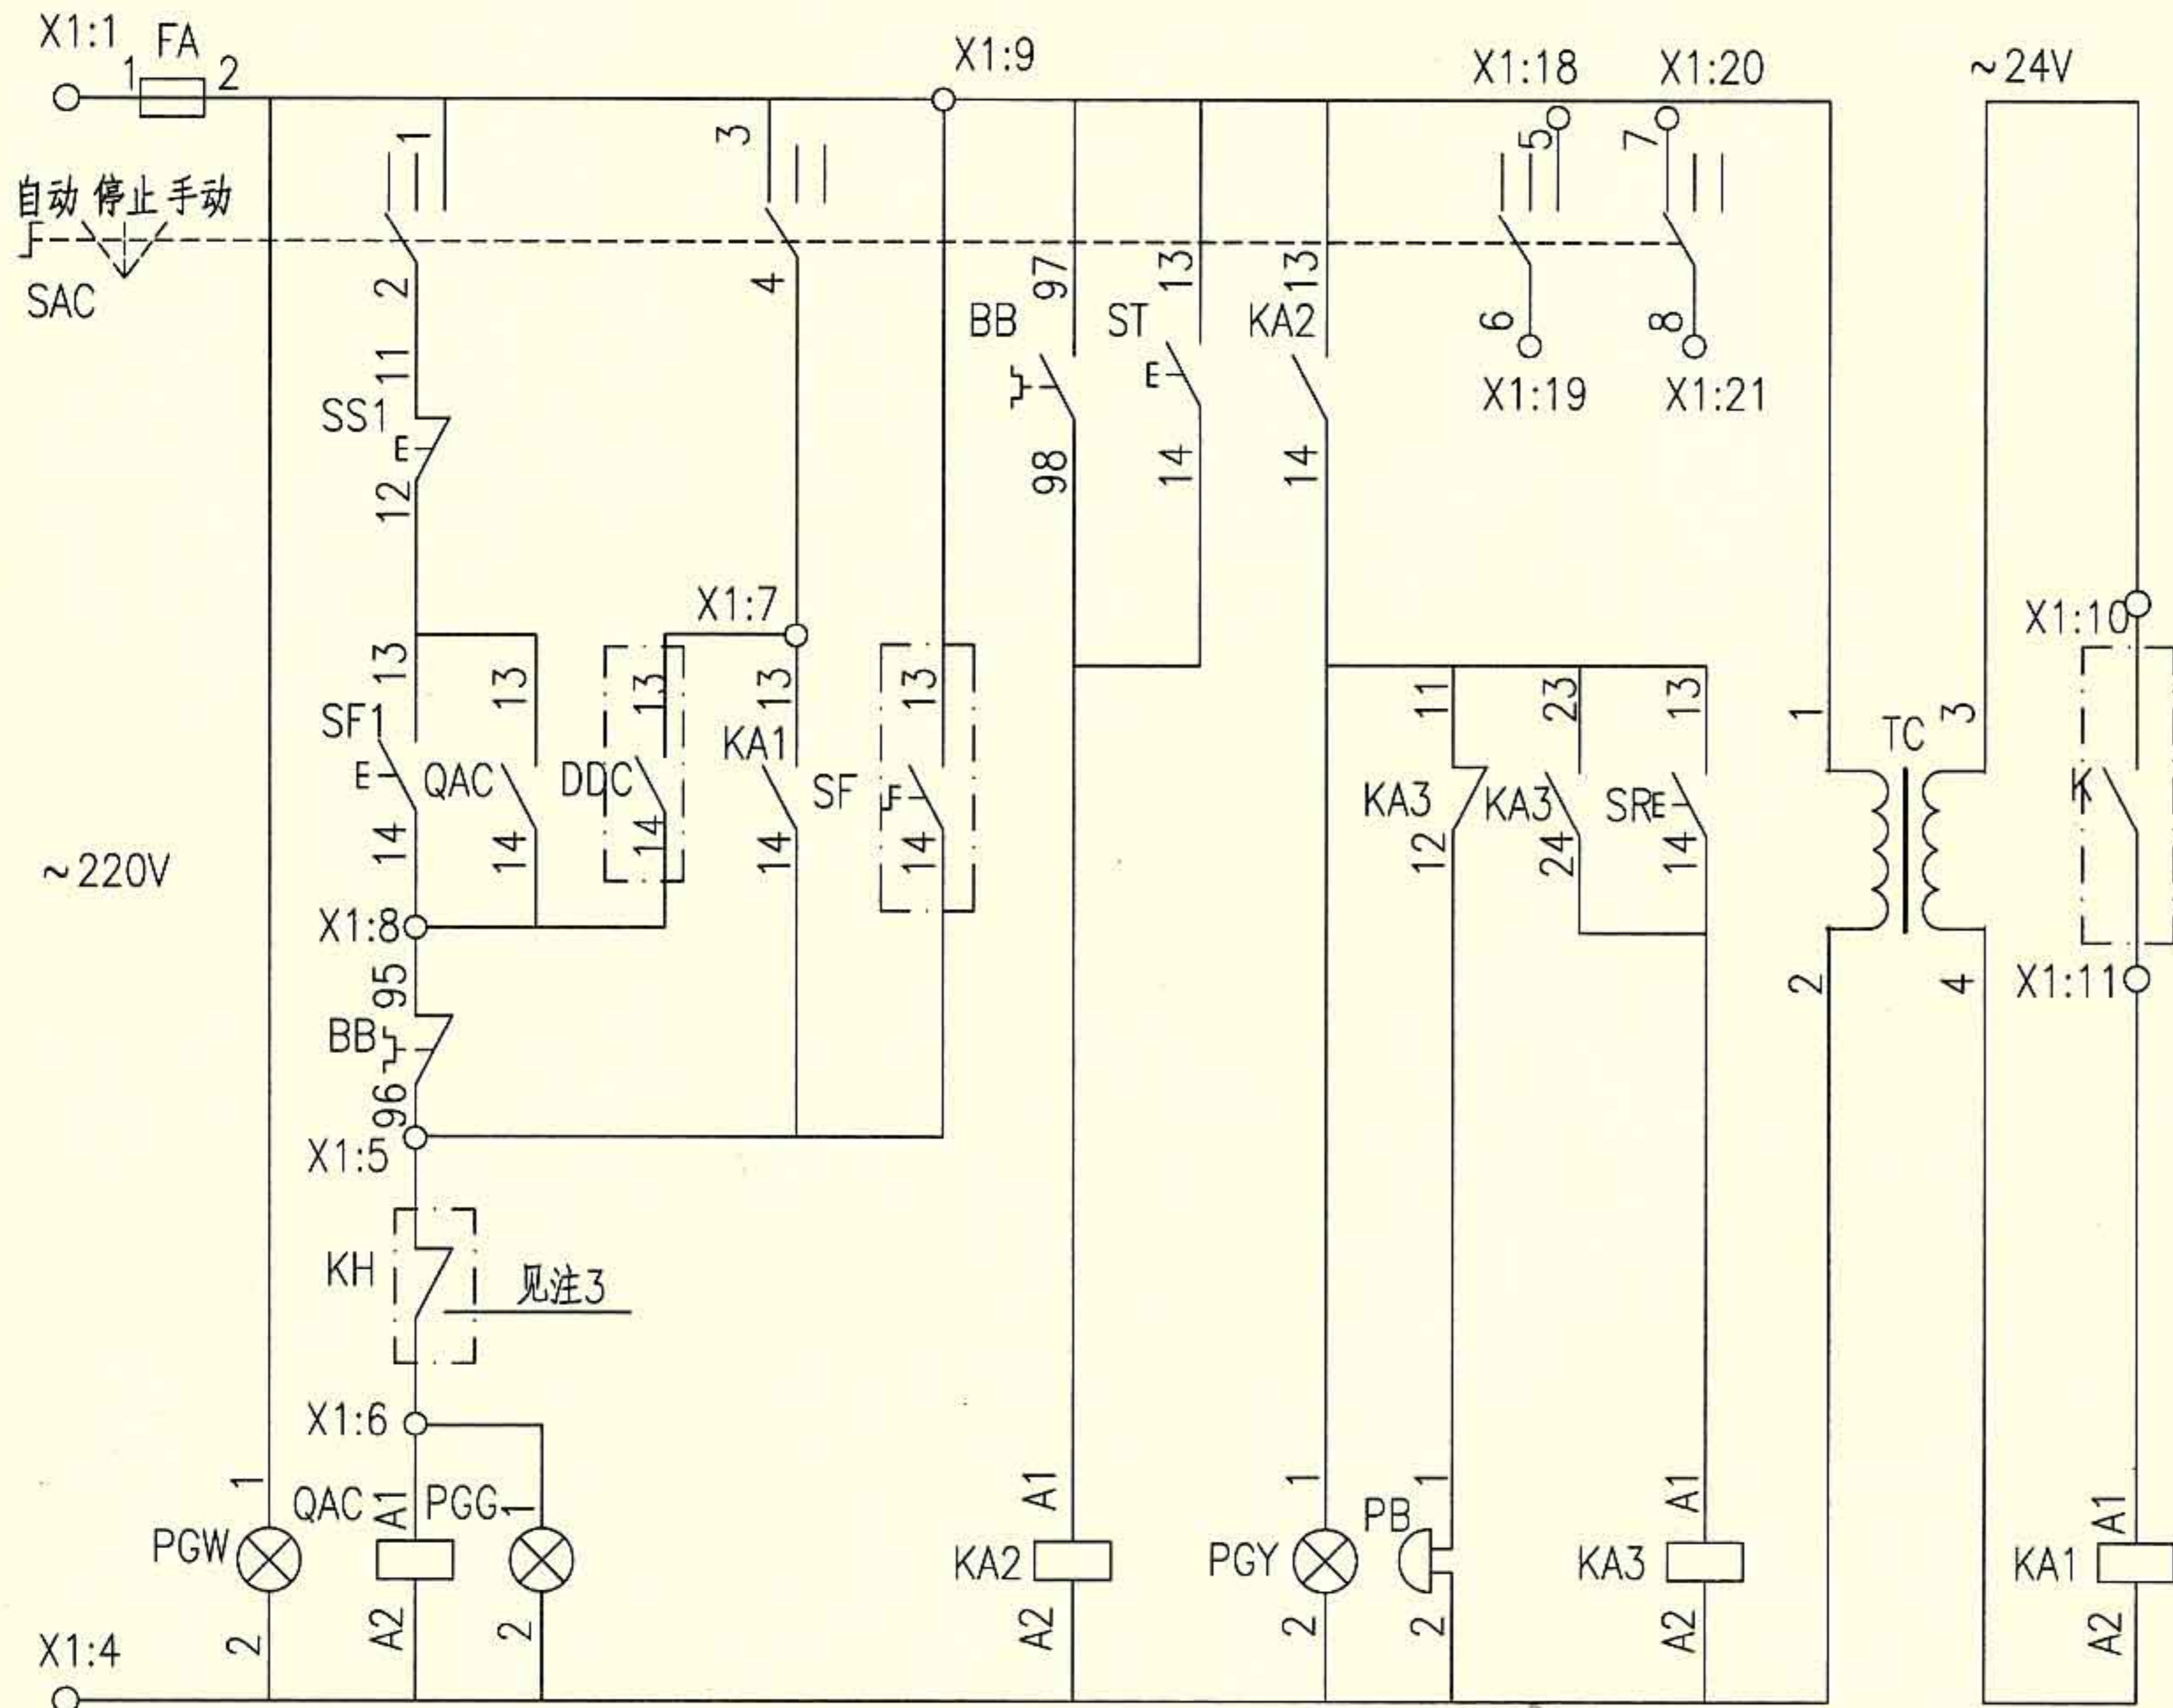 X1:1
FA
1
2
X1:9
X1:18
X1:20
~24V
1
3
5
7
自动 停止 手动
SAC
2
4
97
13
13
6
8
BB
ST
KA2
X1:19
X1:21
11
SS1
E
E
12
98
14
14
X1:7
X1:10
13
13
13
13
13
11
23
13
1
3
SF1
TC
E
QAC
DDC
KA1
SF
F
KA3
KA3
SR
E
K
14
14
14
14
14
12
24
14
~220V
X1:8
95
2
4
X1:11
BB
96
X1:5
KH
见注3
X1:6
1
QAC
A1
PGG
1
A1
1
PB
1
A1
A1
PGW
KA2
PGY
KA3
KA1
2
A2
2
A2
2
2
A2
A2
X1:4